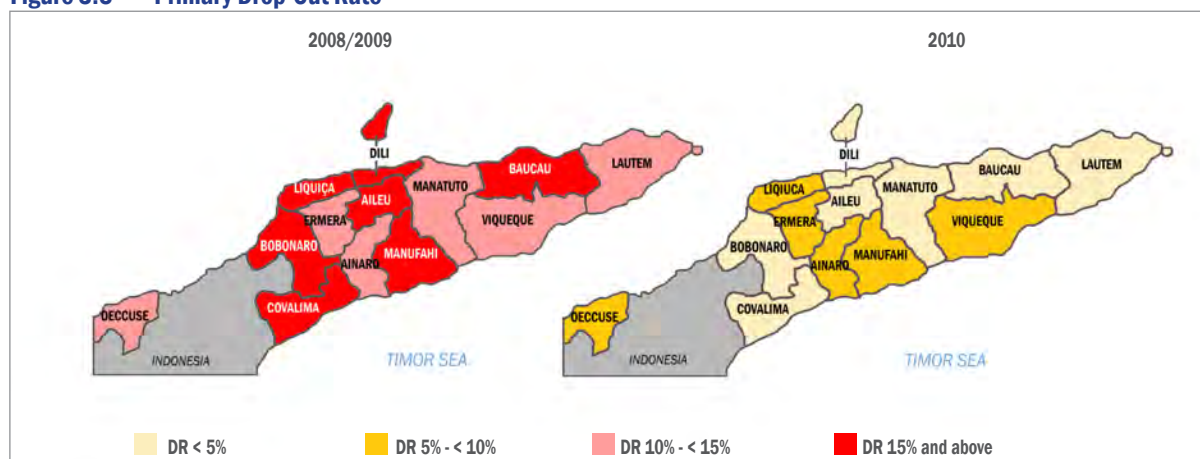 2008/2009
2010
DILI
LIQUIÇA
AILEU
MANATUTO
BAUCAU
LAUTEM
ERMERA
VIQUEQUE
BOBONARO
AINARO
MANUFAHI
COVALIMA
OECCUSE
INDONESIA
TIMOR SEA
DILI
LIQIUCA
AILEU
MANATUTO
BAUCAU
LAUTEM
ERMERA
VIQUEQUE
BOBONARO
AINARO
MANUFAHI
COVALIMA
OECCUSE
INDONESIA
TIMOR SEA
DR < 5%
DR 5% - < 10%
DR 10% - < 15%
DR 15% and above